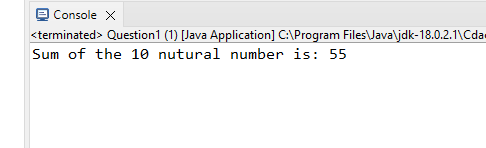 Console
<terminated> Question1 (1) [Java Application] C:\Program Files\Java\jdk-18.0.2.1\Cdac
Sum of the 10 nutural number is: 55